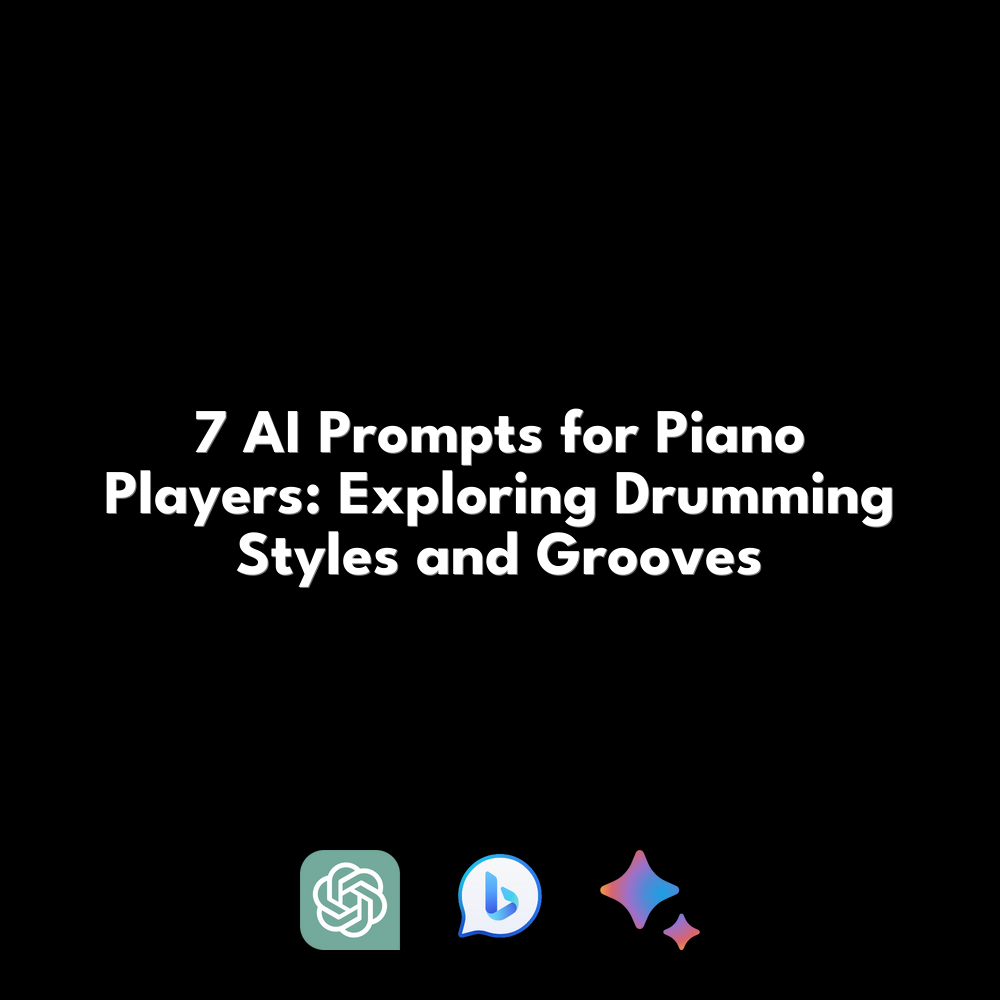 7 AI Prompts for Piano
Players: Exploring Drumming
Styles and Grooves